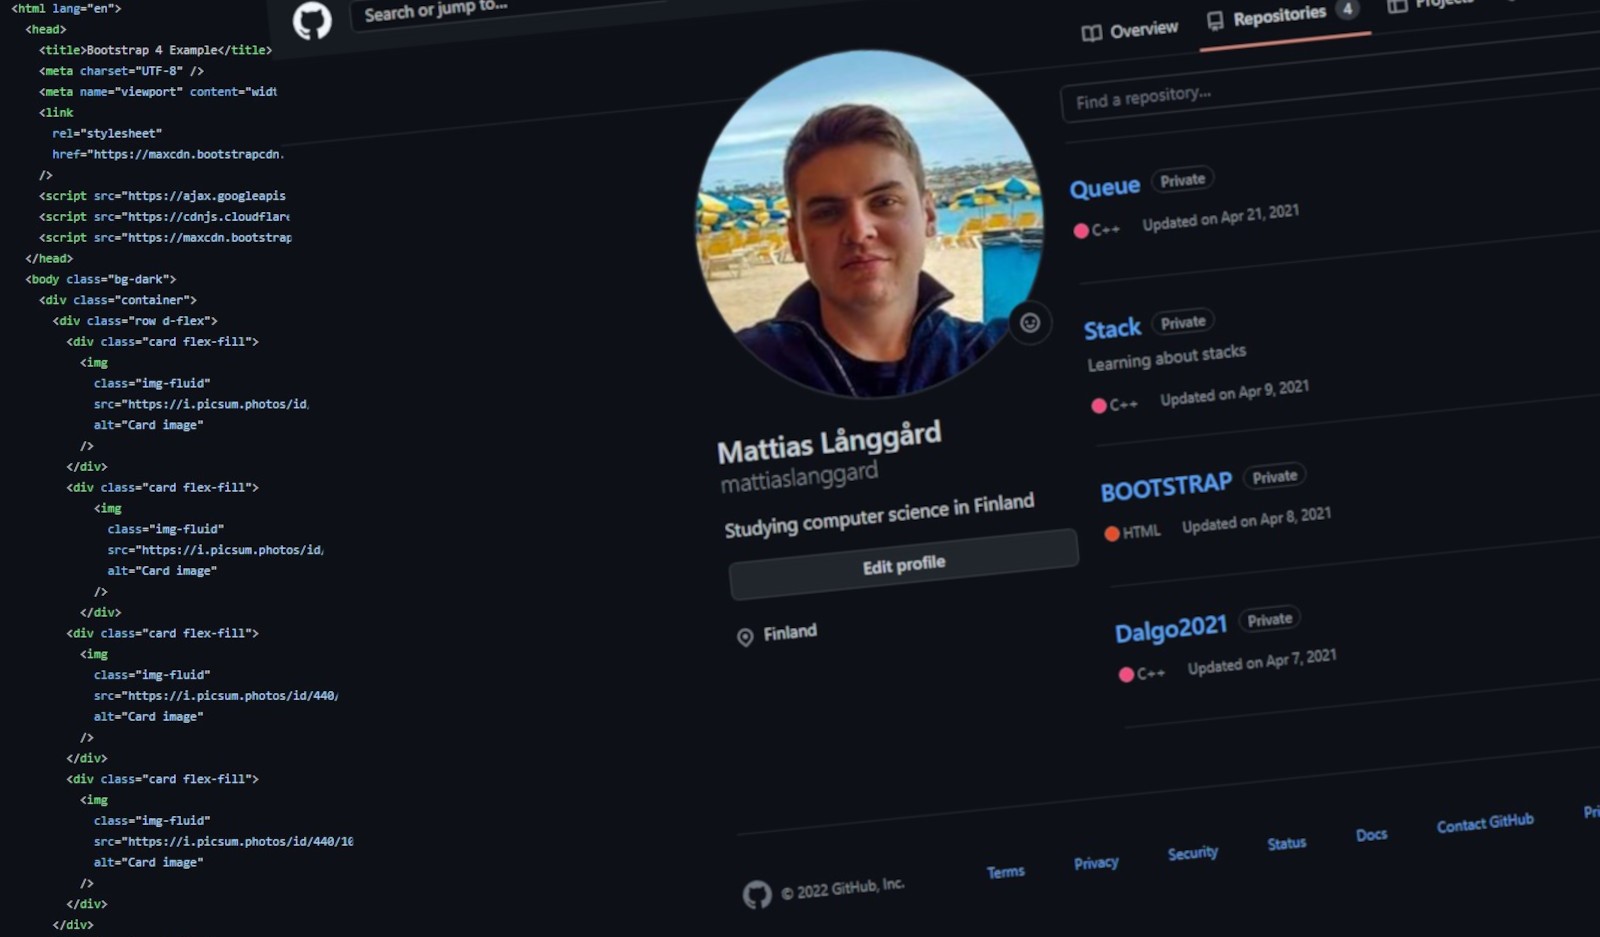 <html lang="en">
<head>
<title>Bootstrap 4 Example</title>
<meta charset="UTF-8" />
<meta name="viewport" content="widt
<link
rel="stylesheet"
href="https://maxcdn.bootstrapcdn.
/>
<script src="https://ajax.googleapis
<script src="https://cdnjs.cloudflare
<script src="https://maxcdn.bootstrap
</head>
<body class="bg-dark">
<div class="container">
<div class="row d-flex">
<div class="card flex-fill">
<img
class="img-fluid"
src="https://i.picsum.photos/id,
alt="Card image"
/>
</div>
<div class="card flex-fill">
<img
class="img-fluid"
src="https://i.picsum.photos/id/
alt="Card image"
/>
</div>
<div class="card flex-fill">
<img
class="img-fluid"
src="https://i.picsum.photos/id/440/
alt="Card image"
/>
</div>
<div class="card flex-fill">
<img
class="img-fluid"
src="https://i.picsum.photos/id/440/10
alt="Card image"
/>
</div>
</div>
Search or jump to...
Overview
Repositories 4
Projects
Mattias Långgård
mattiaslanggard
Studying computer science in Finland
Edit profile
Finland
Find a repository...
Queue Private
C++ Updated on Apr 21, 2021
Stack Private
Learning about stacks
C++ Updated on Apr 9, 2021
BOOTSTRAP Private
HTML Updated on Apr 8, 2021
Dalgo2021 Private
C++ Updated on Apr 7, 2021
© 2022 GitHub, Inc.
Terms
Privacy
Security
Status
Docs
Contact GitHub